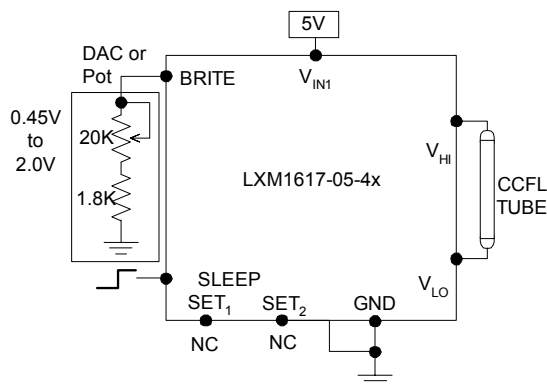 5V
DAC or
Pot
BRITE
V_IN1
0.45V
to
2.0V
20K
1.8K
LXM1617-05-4x
V_HI
CCFL
TUBE
V_LO
SLEEP
SET_1
SET_2
GND
NC
NC